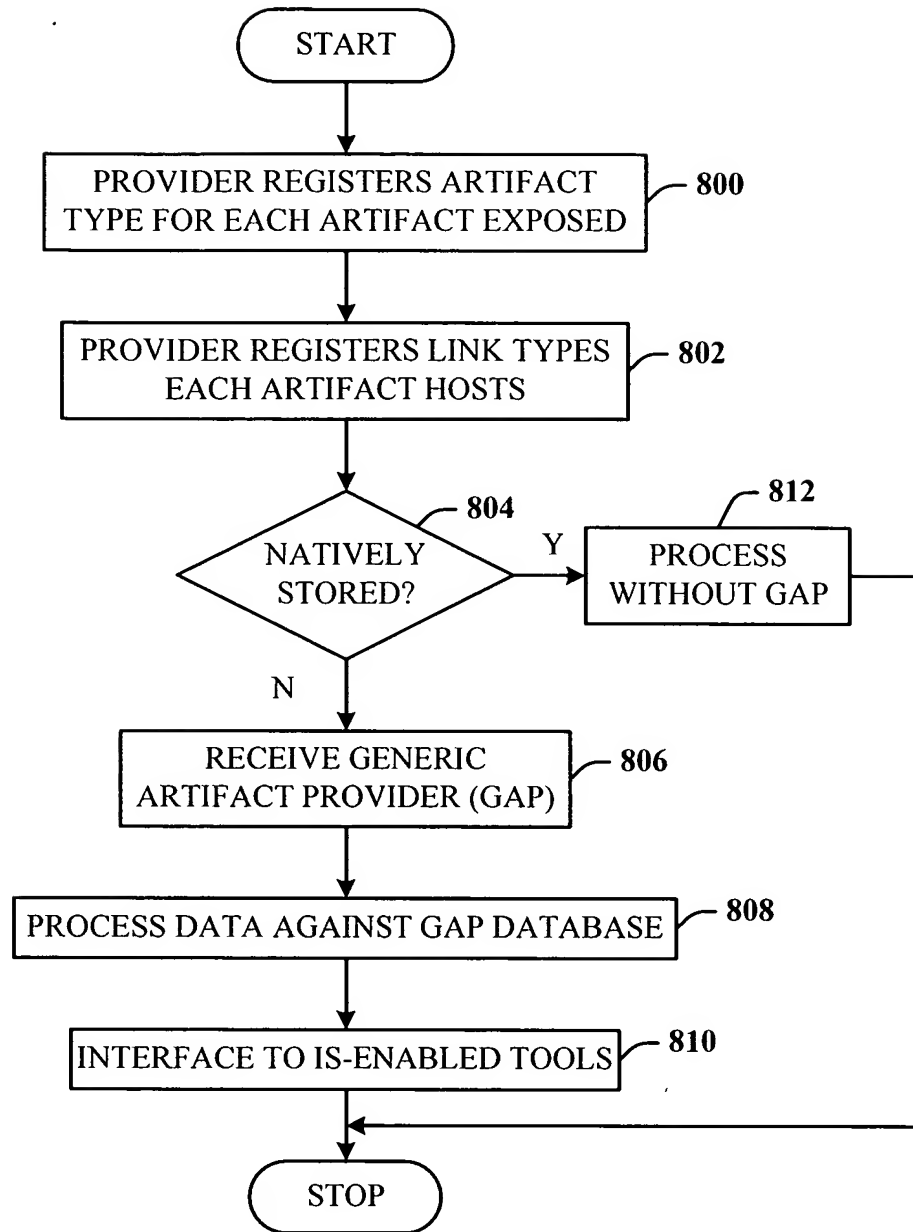 START
PROVIDER REGISTERS ARTIFACT
TYPE FOR EACH ARTIFACT EXPOSED
800
PROVIDER REGISTERS LINK TYPES
EACH ARTIFACT HOSTS
802
804
NATIVELY
STORED?
Y
812
PROCESS
WITHOUT GAP
N
RECEIVE GENERIC
ARTIFACT PROVIDER (GAP)
806
PROCESS DATA AGAINST GAP DATABASE
808
INTERFACE TO IS-ENABLED TOOLS
810
STOP